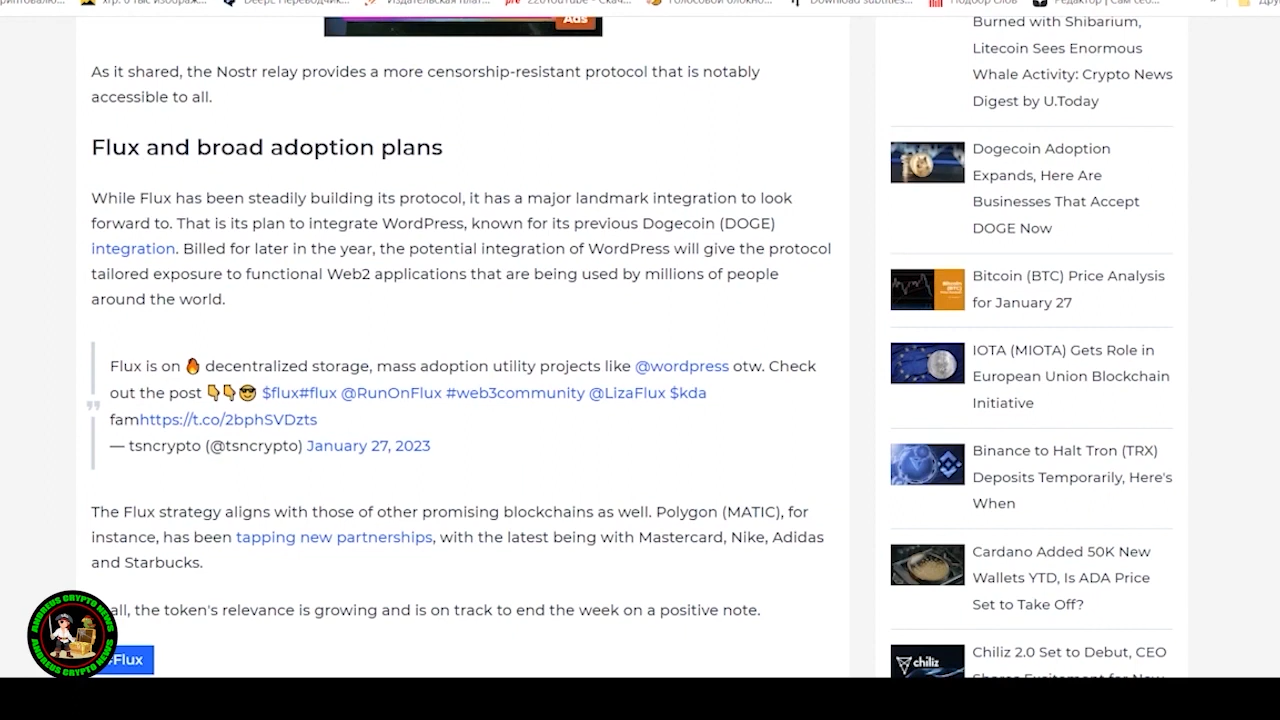 Ads
As it shared, the Nostr relay provides a more censorship-resistant protocol that is notably
accessible to all.
Flux and broad adoption plans
While Flux has been steadily building its protocol, it has a major landmark integration to look
forward to. That is its plan to integrate WordPress, known for its previous Dogecoin (DOGE)
integration. Billed for later in the year, the potential integration of WordPress will give the protocol
tailored exposure to functional Web2 applications that are being used by millions of people
around the world.
Flux is on 🔥 decentralized storage, mass adoption utility projects like @wordpress otw. Check
out the post 👇👇😎 $flux#flux @RunOnFlux #web3community @LizaFlux $kda
famhttps://t.co/2bphSVDzts
— tsncrypto (@tsncrypto) January 27, 2023
The Flux strategy aligns with those of other promising blockchains as well. Polygon (MATIC), for
instance, has been tapping new partnerships, with the latest being with Mastercard, Nike, Adidas
and Starbucks.
all, the token's relevance is growing and is on track to end the week on a positive note.
#Flux
ANDREUS CRYPTO NEWS
ANDREUS CRYPTO NEWS
Burned with Shibarium,
Litecoin Sees Enormous
Whale Activity: Crypto News
Digest by U.Today
Dogecoin Adoption
Expands, Here Are
Businesses That Accept
DOGE Now
Bitcoin (BTC) Price Analysis
for January 27
IOTA (MIOTA) Gets Role in
European Union Blockchain
Initiative
Binance to Halt Tron (TRX)
Deposits Temporarily, Here's
When
Cardano Added 50K New
Wallets YTD, Is ADA Price
Set to Take Off?
chiliz
Chiliz 2.0 Set to Debut, CEO
Shares Excitement for New